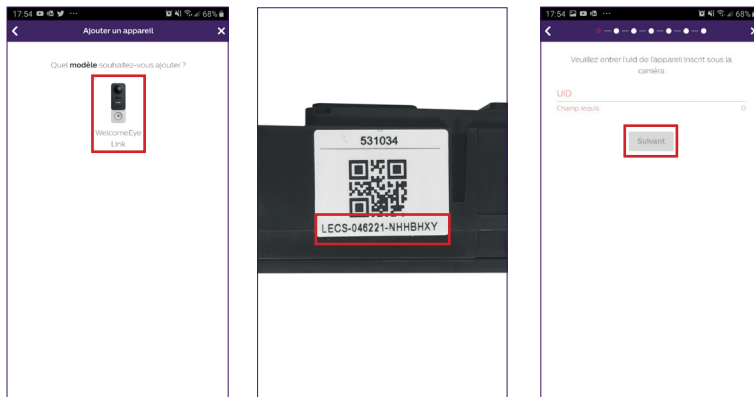 17:54 68%
Ajouter un appareil
Quel modèle souhaitez-vous ajouter ?
WelcomeEye
Link
531034
LECS-046221-NHHBHXY
17:54 68%
Veuillez entrer l'uid de l'appareil inscrit sous la
caméra
UID
Champ requis 0
Suivant